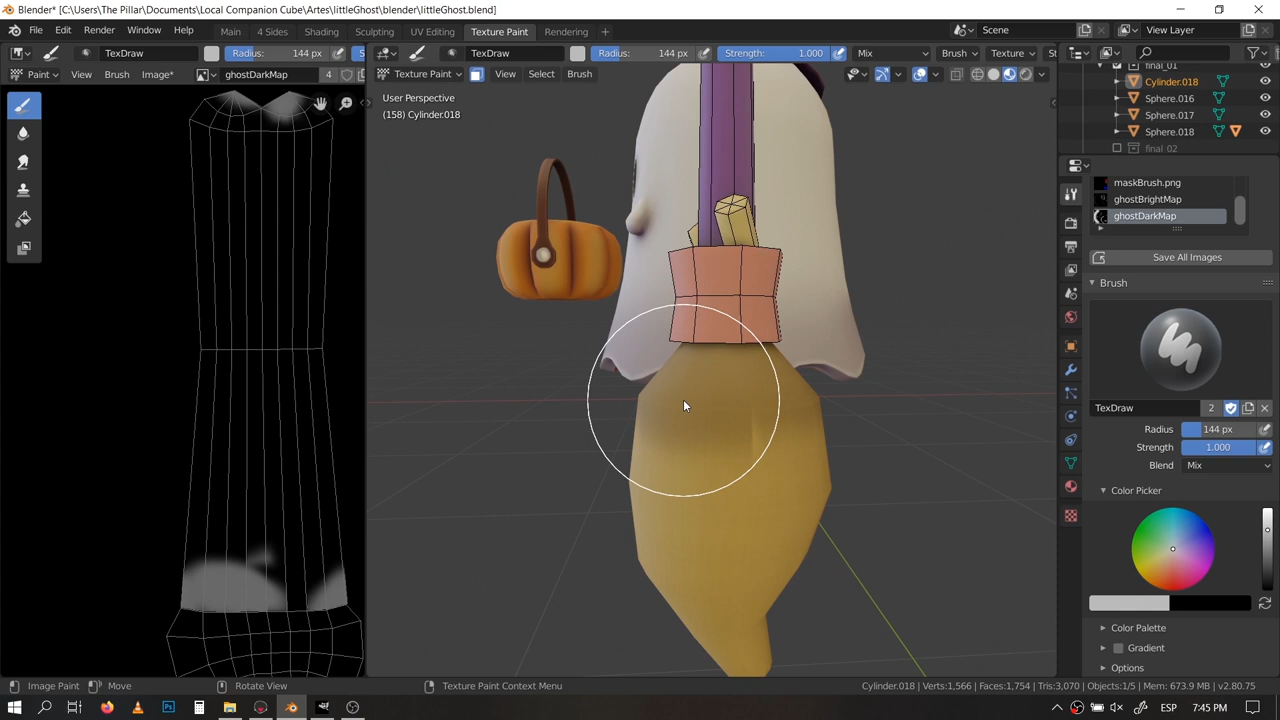 Blender* [C:\Users\The Pillar\Documents\Local Companion Cube\Artes\littleGhost\blender\littleGhost.blend]
File Edit Render Window Help Main 4 Sides Shading Sculpting UV Editing Texture Paint Rendering + Scene View Layer
TexDraw Radius: 144 px S TexDraw Radius: 144 px Strength: 1.000 Mix Brush Texture St
Paint View Brush Image* ghostDarkMap 4 Texture Paint View Select Brush
final_01
Cylinder.018
Sphere.016
Sphere.017
Sphere.018
final_02
User Perspective
(158) Cylinder.018
maskBrush.png
ghostBrightMap
ghostDarkMap
Save All Images
Brush
TexDraw 2
Radius 144 px
Strength 1.000
Blend Mix
Color Picker
Color Palette
Gradient
Options
Image Paint Move Rotate View Texture Paint Context Menu Cylinder.018 | Verts:1,566 | Faces:1,754 | Tris:3,070 | Objects:1/5 | Mem: 673.9 MB | v2.80.75
Ps ESP 7:45 PM